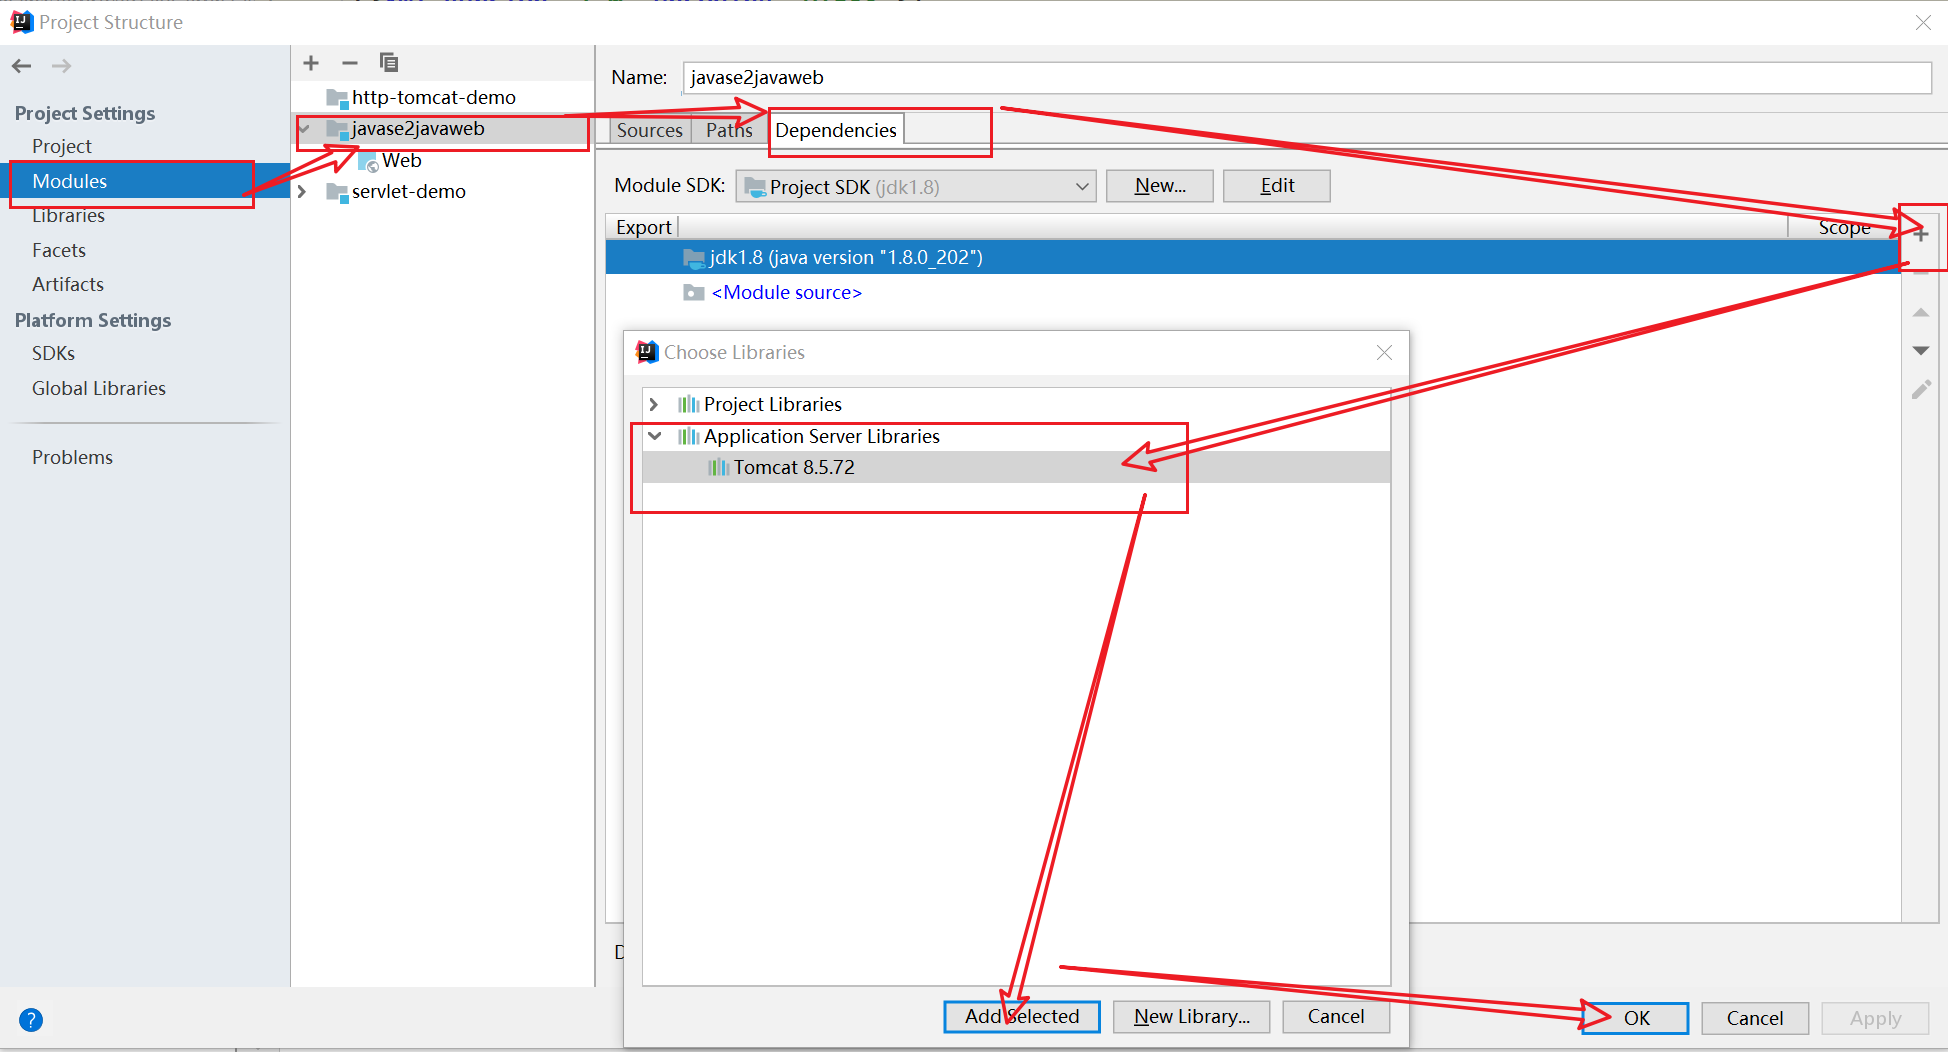 Project Structure
Project Settings
Project
Modules
Libraries
Facets
Artifacts
Platform Settings
SDKs
Global Libraries
Problems
http-tomcat-demo
javase2javaweb
Web
servlet-demo
Name: javase2javaweb
Sources Paths Dependencies
Module SDK: Project SDK (jdk1.8) New... Edit
Export Scope
jdk1.8 (java version "1.8.0_202")
<Module source>
Choose Libraries
Project Libraries
Application Server Libraries
Tomcat 8.5.72
Add Selected New Library... Cancel
OK Cancel Apply